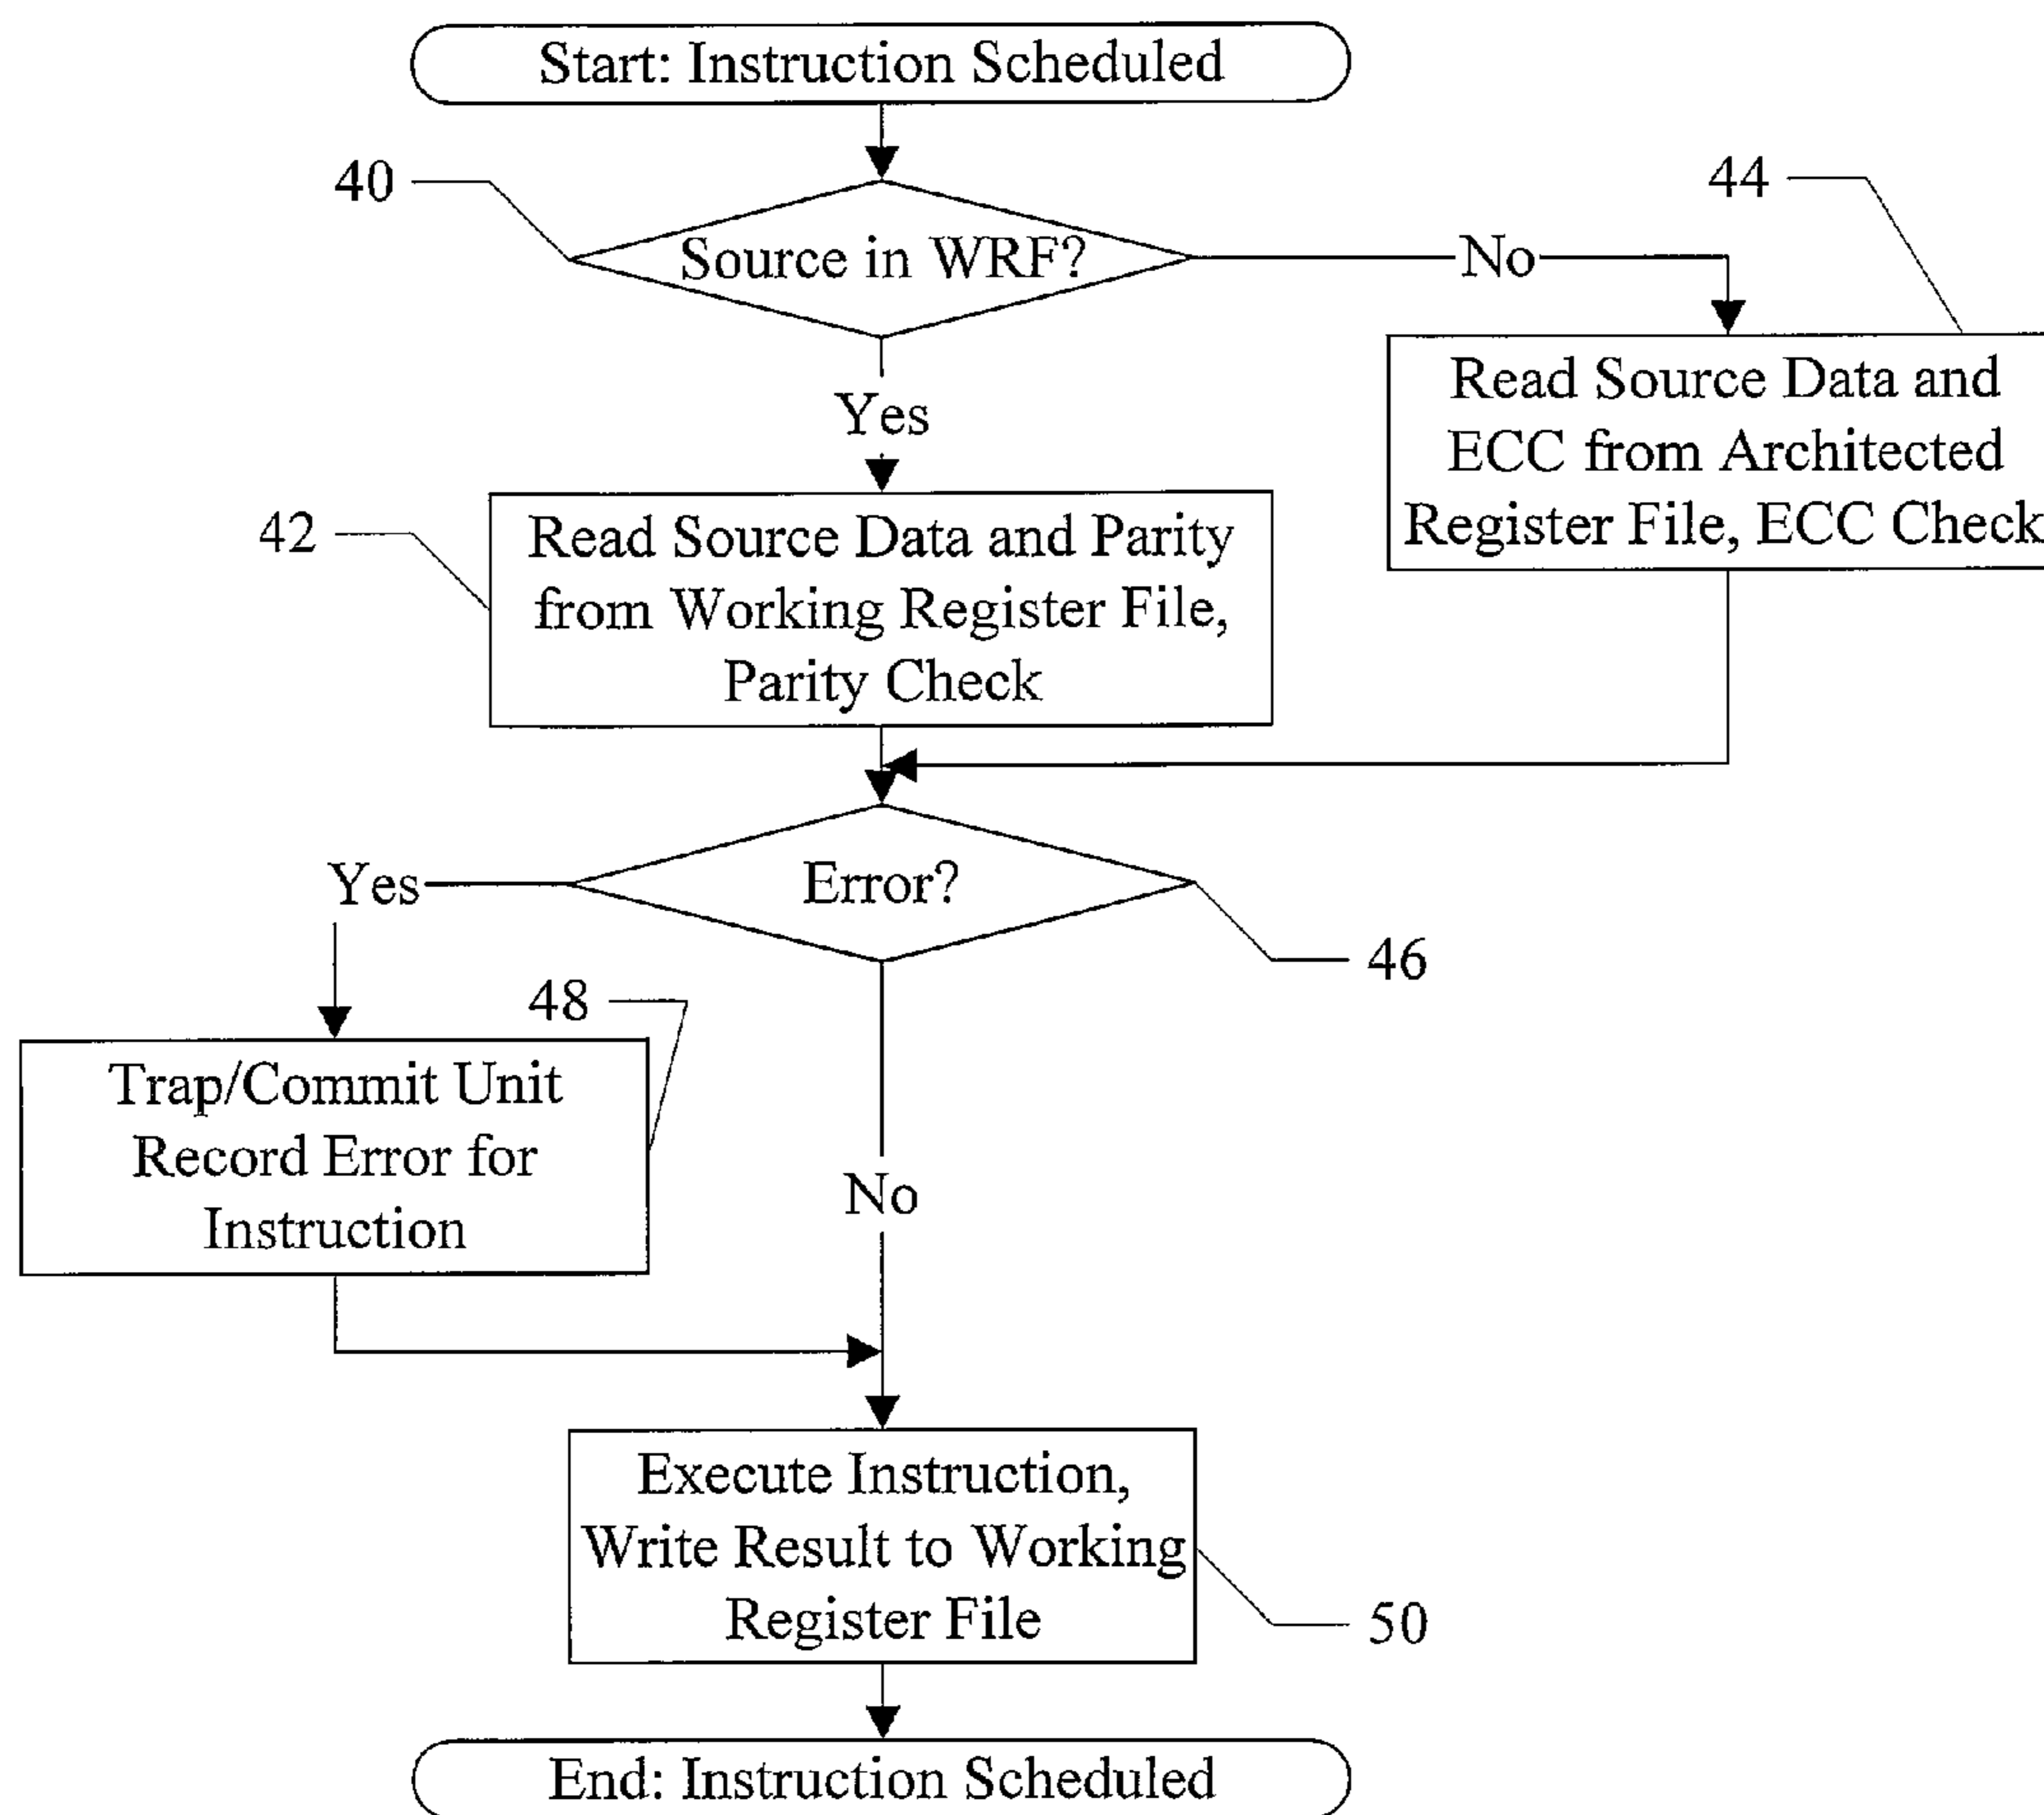 Start: Instruction Scheduled
40
44
Source in WRF?
No
Yes
Read Source Data and
ECC from Architected
Register File, ECC Check
42
Read Source Data and Parity
from Working Register File,
Parity Check
Yes
Error?
46
48
Trap/Commit Unit
Record Error for
Instruction
No
Execute Instruction,
Write Result to Working
Register File
50
End: Instruction Scheduled